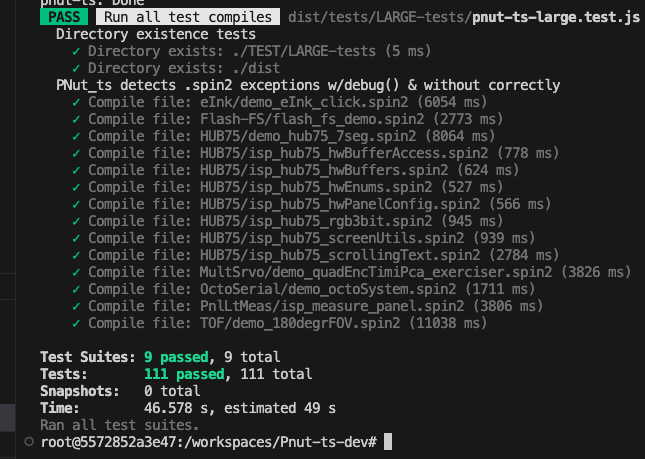 pnut-ts: Done
PASS Run all test compiles dist/tests/LARGE-tests/pnut-ts-large.test.js
Directory existence tests
✓ Directory exists: ./TEST/LARGE-tests (5 ms)
✓ Directory exists: ./dist
PNut_ts detects .spin2 exceptions w/debug() & without correctly
✓ Compile file: eInk/demo_eInk_click.spin2 (6054 ms)
✓ Compile file: Flash-FS/flash_fs_demo.spin2 (2773 ms)
✓ Compile file: HUB75/demo_hub75_7seg.spin2 (8064 ms)
✓ Compile file: HUB75/isp_hub75_hwBufferAccess.spin2 (778 ms)
✓ Compile file: HUB75/isp_hub75_hwBuffers.spin2 (624 ms)
✓ Compile file: HUB75/isp_hub75_hwEnums.spin2 (527 ms)
✓ Compile file: HUB75/isp_hub75_hwPanelConfig.spin2 (566 ms)
✓ Compile file: HUB75/isp_hub75_rgb3bit.spin2 (945 ms)
✓ Compile file: HUB75/isp_hub75_screenUtils.spin2 (939 ms)
✓ Compile file: HUB75/isp_hub75_scrollingText.spin2 (2784 ms)
✓ Compile file: MultSrvo/demo_quadEncTimiPca_exerciser.spin2 (3826 ms)
✓ Compile file: OctoSerial/demo_octoSystem.spin2 (1711 ms)
✓ Compile file: PnlLtMeas/isp_measure_panel.spin2 (3806 ms)
✓ Compile file: TOF/demo_180degrFOV.spin2 (11038 ms)
Test Suites: 9 passed, 9 total
Tests: 111 passed, 111 total
Snapshots: 0 total
Time: 46.578 s, estimated 49 s
Ran all test suites.
root@5572852a3e47:/workspaces/Pnut-ts-dev#